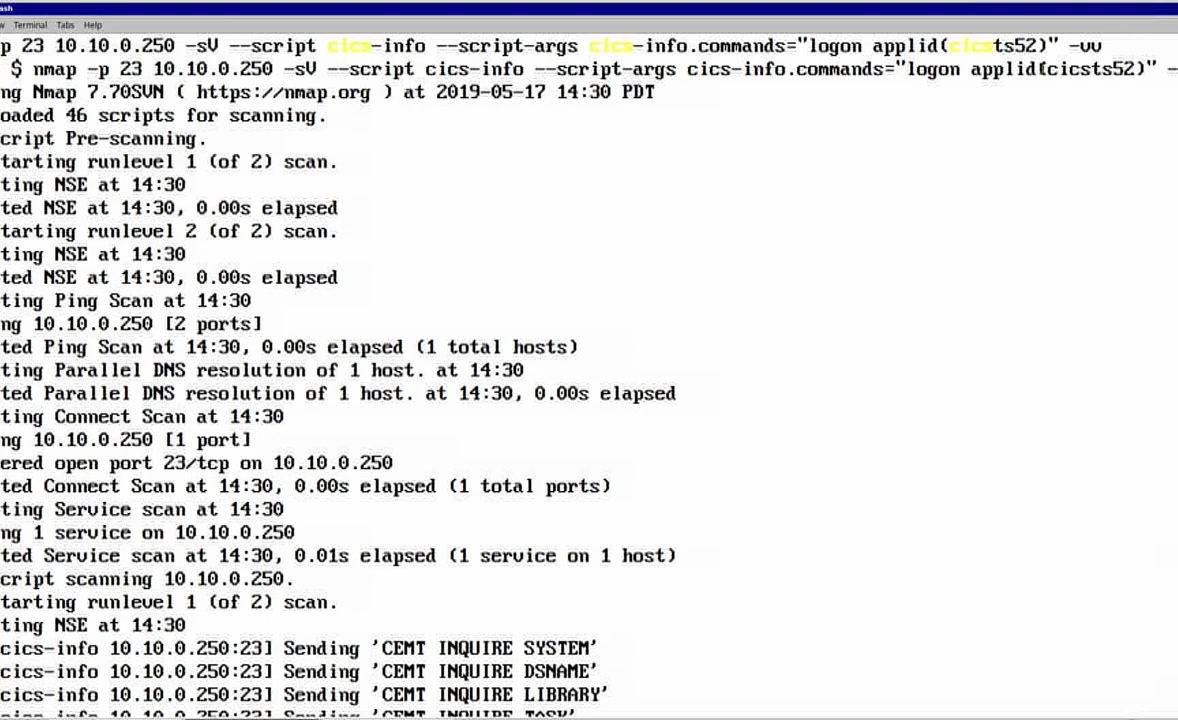 ash
w Terminal Tabs Help
p 23 10.10.0.250 -sV --script cics-info --script-args cics-info.commands="logon applid(cicsts52)" -vv
$ nmap -p 23 10.10.0.250 -sV --script cics-info --script-args cics-info.commands="logon applid(cicsts52)" -
ng Nmap 7.70SVN ( https://nmap.org ) at 2019-05-17 14:30 PDT
oaded 46 scripts for scanning.
cript Pre-scanning.
tarting runlevel 1 (of 2) scan.
ting NSE at 14:30
ted NSE at 14:30, 0.00s elapsed
tarting runlevel 2 (of 2) scan.
ting NSE at 14:30
ted NSE at 14:30, 0.00s elapsed
ting Ping Scan at 14:30
ng 10.10.0.250 [2 ports]
ted Ping Scan at 14:30, 0.00s elapsed (1 total hosts)
ting Parallel DNS resolution of 1 host. at 14:30
ted Parallel DNS resolution of 1 host. at 14:30, 0.00s elapsed
ting Connect Scan at 14:30
ng 10.10.0.250 [1 port]
ered open port 23/tcp on 10.10.0.250
ted Connect Scan at 14:30, 0.00s elapsed (1 total ports)
ting Service scan at 14:30
ng 1 service on 10.10.0.250
ted Service scan at 14:30, 0.01s elapsed (1 service on 1 host)
cript scanning 10.10.0.250.
tarting runlevel 1 (of 2) scan.
ting NSE at 14:30
cics-info 10.10.0.250:23] Sending 'CEMT INQUIRE SYSTEM'
cics-info 10.10.0.250:23] Sending 'CEMT INQUIRE DSNAME'
cics-info 10.10.0.250:23] Sending 'CEMT INQUIRE LIBRARY'
cics-info 10.10.0.250:23] Sending 'CEMT INQUIRE TASK'